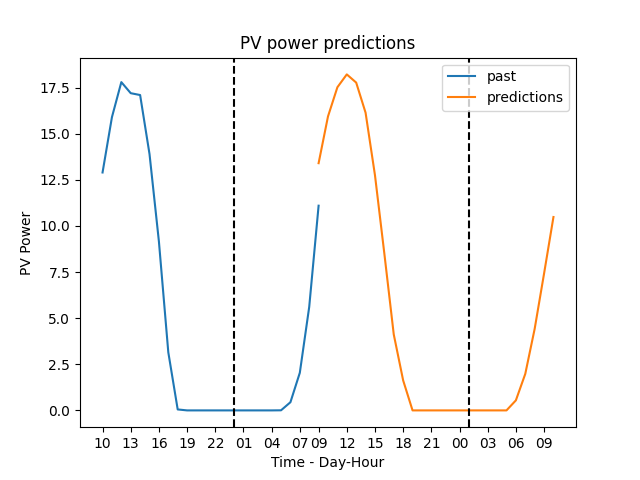 PV power predictions
past
predictions
17.5
15.0
12.5
10.0
7.5
5.0
2.5
0.0
PV Power
10 13 16 19 22 01 04 07 09 12 15 18 21 00 03 06 09
Time - Day-Hour